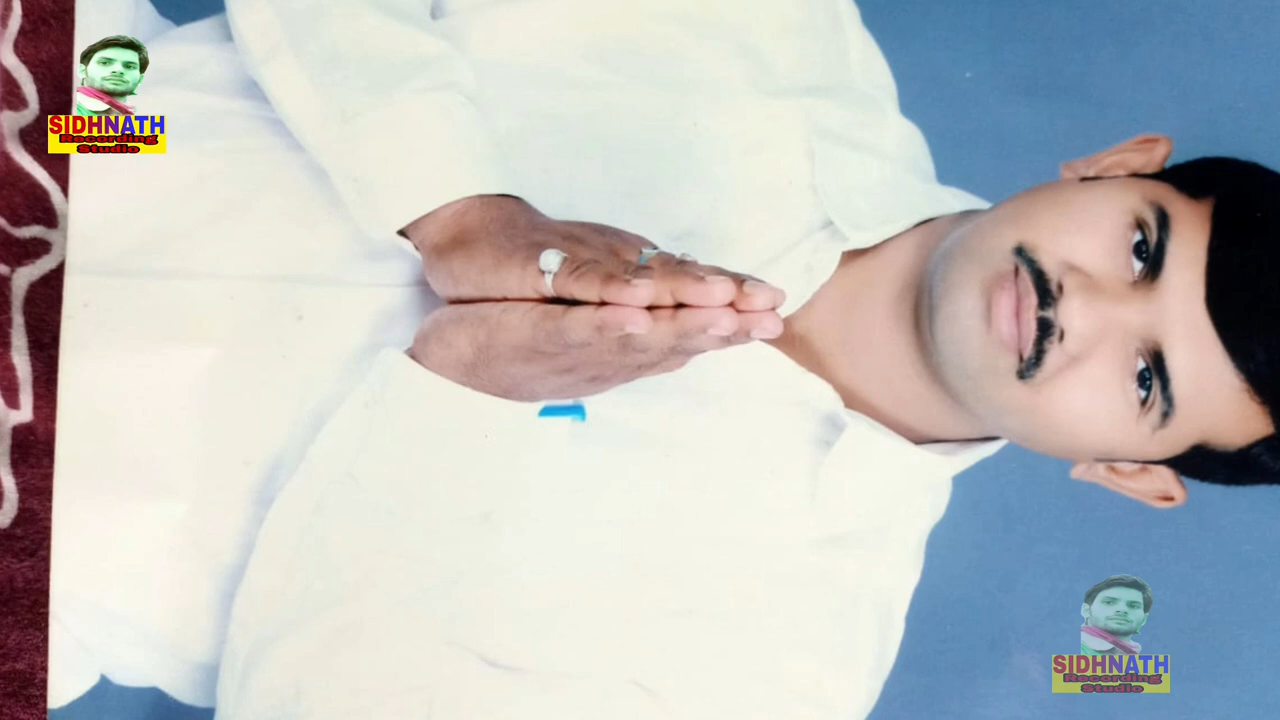 SIDHNATH
Recording
Studio
SIDHNATH
Recording
Studio